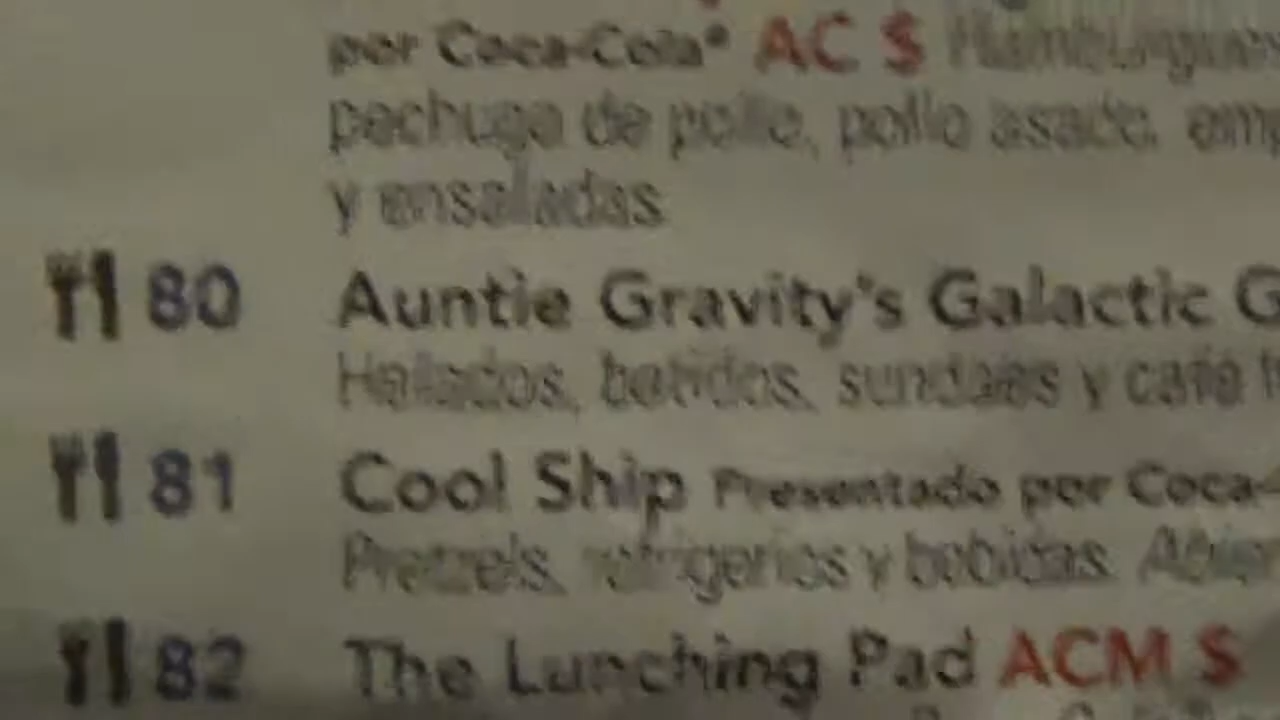 por Coca-Cola® AC $
pechuga de pollo, pollo asado,
y ensaladas
80 Auntie Gravity's Galactic G
Helados, bebidas, sundaes y café
81 Cool Ship Presentado por Coca-
Pretzels, refrigerios y bebidas.
82 The Lunching Pad ACM $